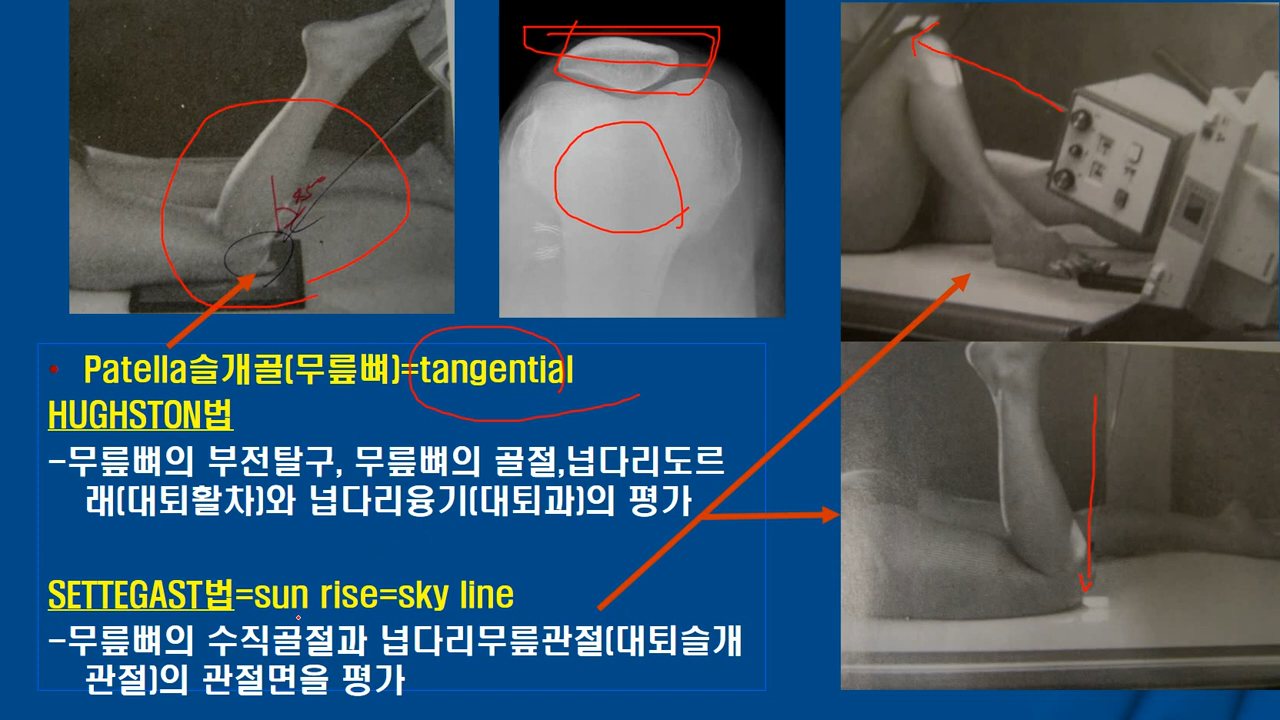 45°
• Patella슬개골(무릎뼈)=tangential
HUGHSTON법
-무릎뼈의 부전탈구, 무릎뼈의 골절,넙다리도르
래(대퇴활차)와 넙다리융기(대퇴과)의 평가
SETTEGAST법=sun rise=sky line
-무릎뼈의 수직골절과 넙다리무릎관절(대퇴슬개
관절)의 관절면을 평가